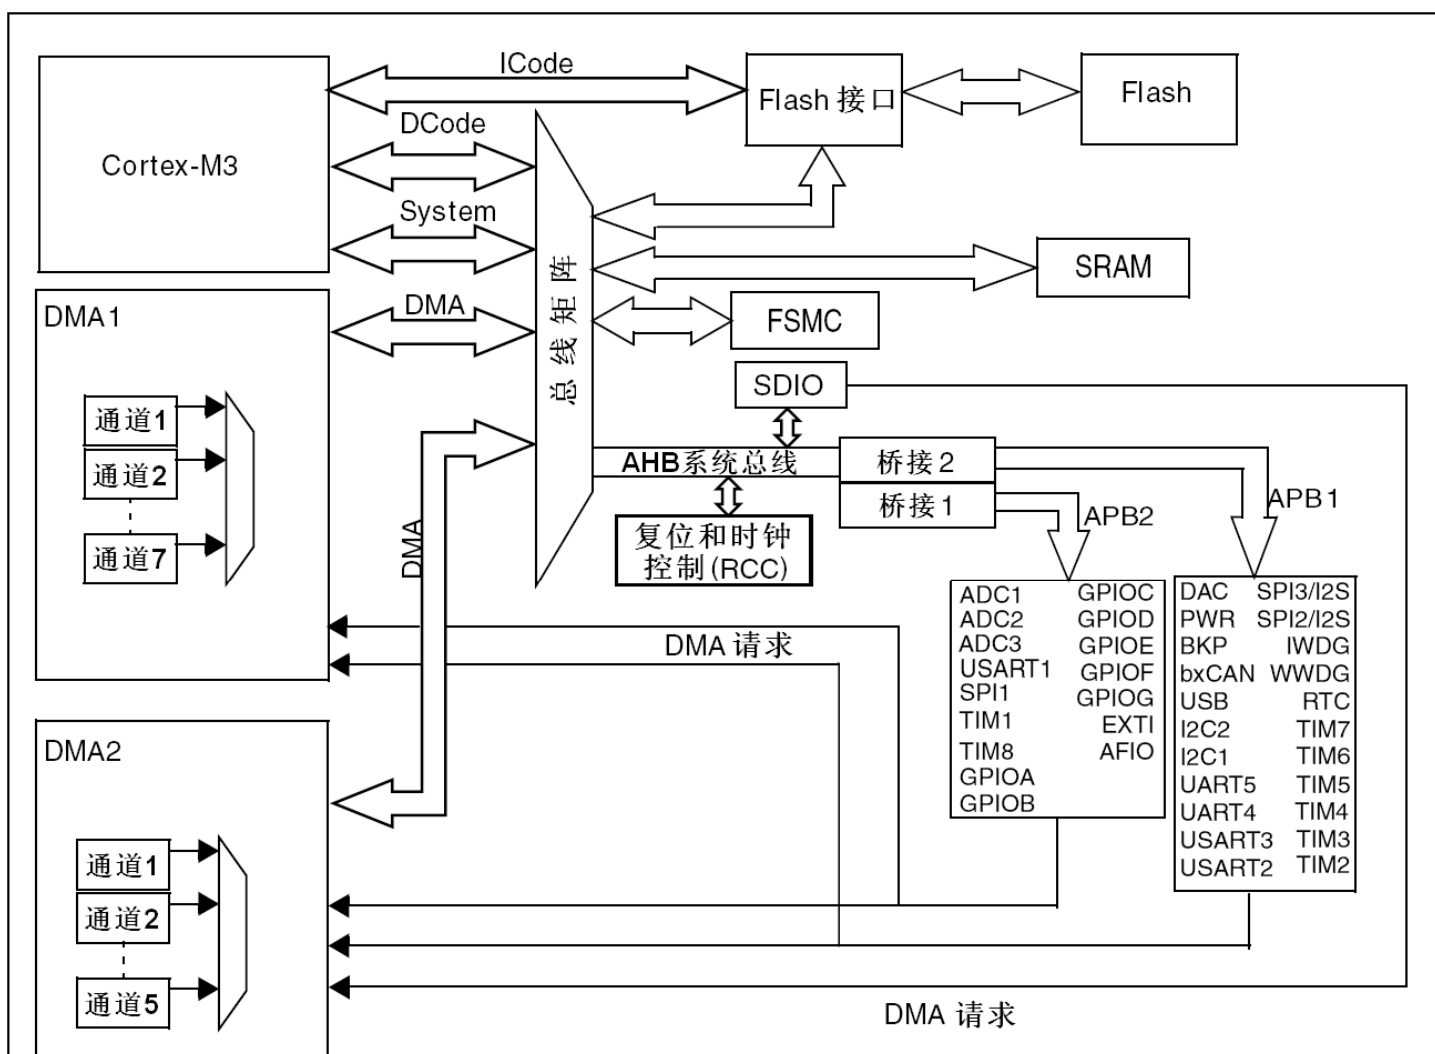 ICode
Cortex-M3
DCode
System
Flash 接口
Flash
总线矩阵
SRAM
FSMC
DMA1
DMA
通道1
通道2
通道7
SDIO
AHB系统总线
桥接2
桥接1
APB1
APB2
复位和时钟
控制(RCC)
DMA
DMA 请求
ADC1
ADC2
ADC3
USART1
SPI1
TIM1
TIM8
GPIOA
GPIOB
GPIOC
GPIOD
GPIOE
GPIOF
GPIOG
EXTI
AFIO
DAC
PWR
BKP
bxCAN
USB
I2C2
I2C1
UART5
UART4
USART3
USART2
SPI3/I2S
SPI2/I2S
IWDG
WWDG
RTC
TIM7
TIM6
TIM5
TIM4
TIM3
TIM2
DMA2
通道1
通道2
通道5
DMA 请求